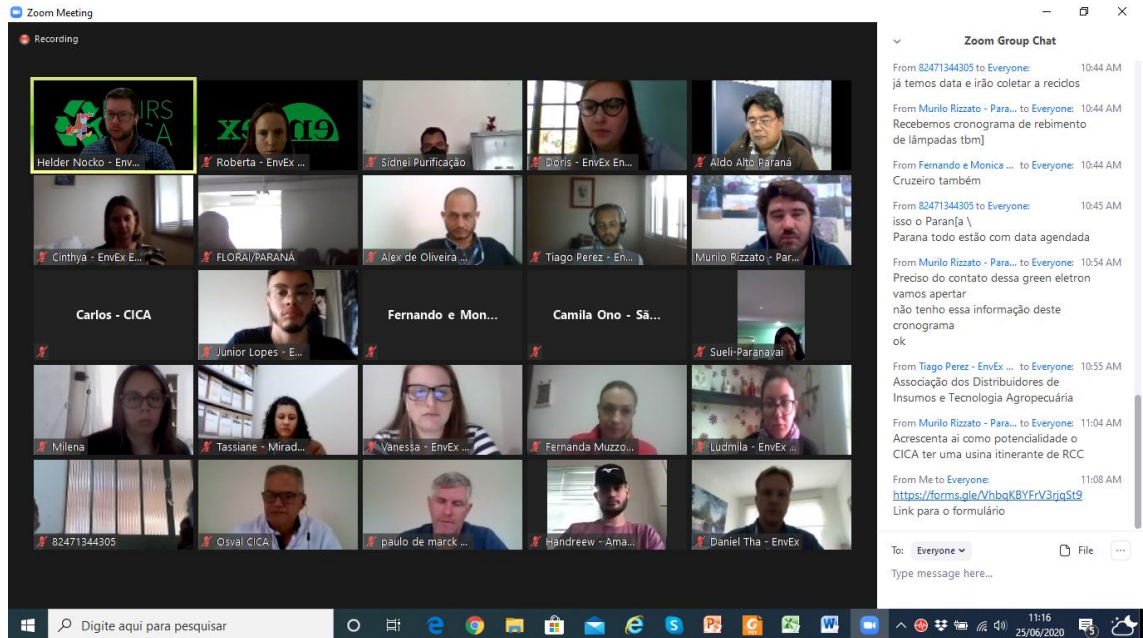 Zoom Meeting
Recording
Helder Nocko - Env...
Roberta - EnvEx ...
Sidnei Purificação
Doris - EnvEx En...
Aldo Alto Paraná
Cinthya - EnvEx E...
FLORAI/PARANÁ
Alex de Oliveira ...
Tiago Perez - En...
Murilo Rizzato - Par...
Carlos - CICA
Junior Lopes - E...
Fernando e Mon...
Camila Ono - Sã...
Sueli-Paranavai
Milena
Tassiane - Mirad...
Vanessa - EnvEx ...
Fernanda Muzzo...
Ludmila - EnvEx ...
82471344305
Osval CICA
paulo de marck ...
Handreew - Ama...
Daniel Tha - EnvEx
Zoom Group Chat
From 82471344305 to Everyone: 10:44 AM
já temos data e irão coletar a reciclos
From Murilo Rizzato - Para... to Everyone: 10:44 AM
Recebemos cronograma de rebimento
de lâmpadas tbm]
From Fernando e Monica ... to Everyone: 10:44 AM
Cruzeiro também
From 82471344305 to Everyone: 10:45 AM
isso o Paran[a \
Parana todo estão com data agendada
From Murilo Rizzato - Para... to Everyone: 10:54 AM
Preciso do contato dessa green eletron
vamos apertar
não tenho essa informação deste
cronograma
ok
From Tiago Perez - EnvEx ... to Everyone: 10:55 AM
Associação dos Distribuidores de
Insumos e Tecnologia Agropecuária
From Murilo Rizzato - Para... to Everyone: 11:04 AM
Acrescenta ai como potencialidade o
CICA ter uma usina itinerante de RCC
From Me to Everyone: 11:08 AM
https://forms.gle/VhbqKBYFrV3rjqSt9
Link para o formulário
To: Everyone File ...
Type message here...
Digite aqui para pesquisar
11:16
25/06/2020
5